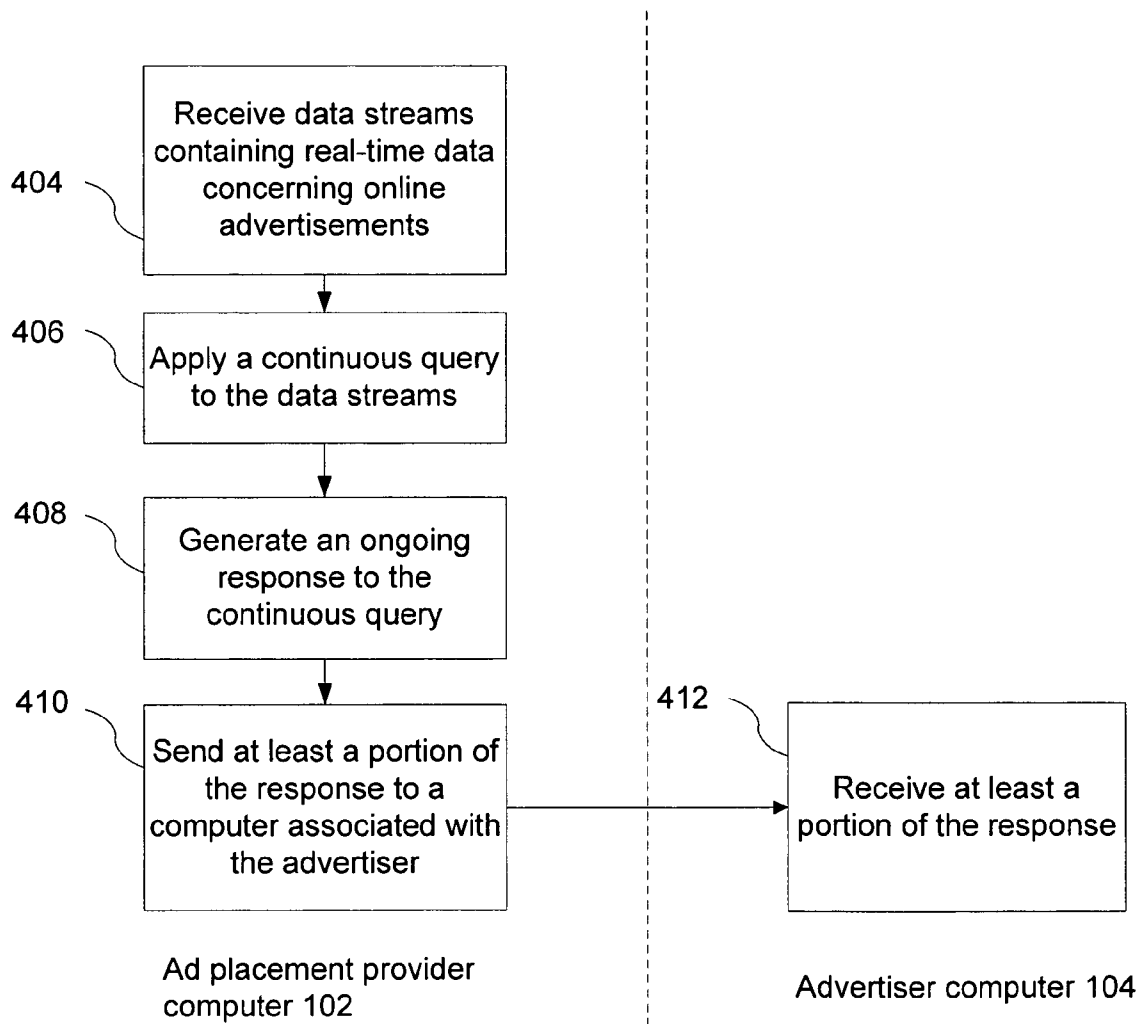 Receive data streams
containing real-time data
concerning online
advertisements
404
406
Apply a continuous query
to the data streams
408
Generate an ongoing
response to the
continuous query
410
Send at least a portion of
the response to a
computer associated with
the advertiser
412
Receive at least a
portion of the response
Ad placement provider
computer 102
Advertiser computer 104